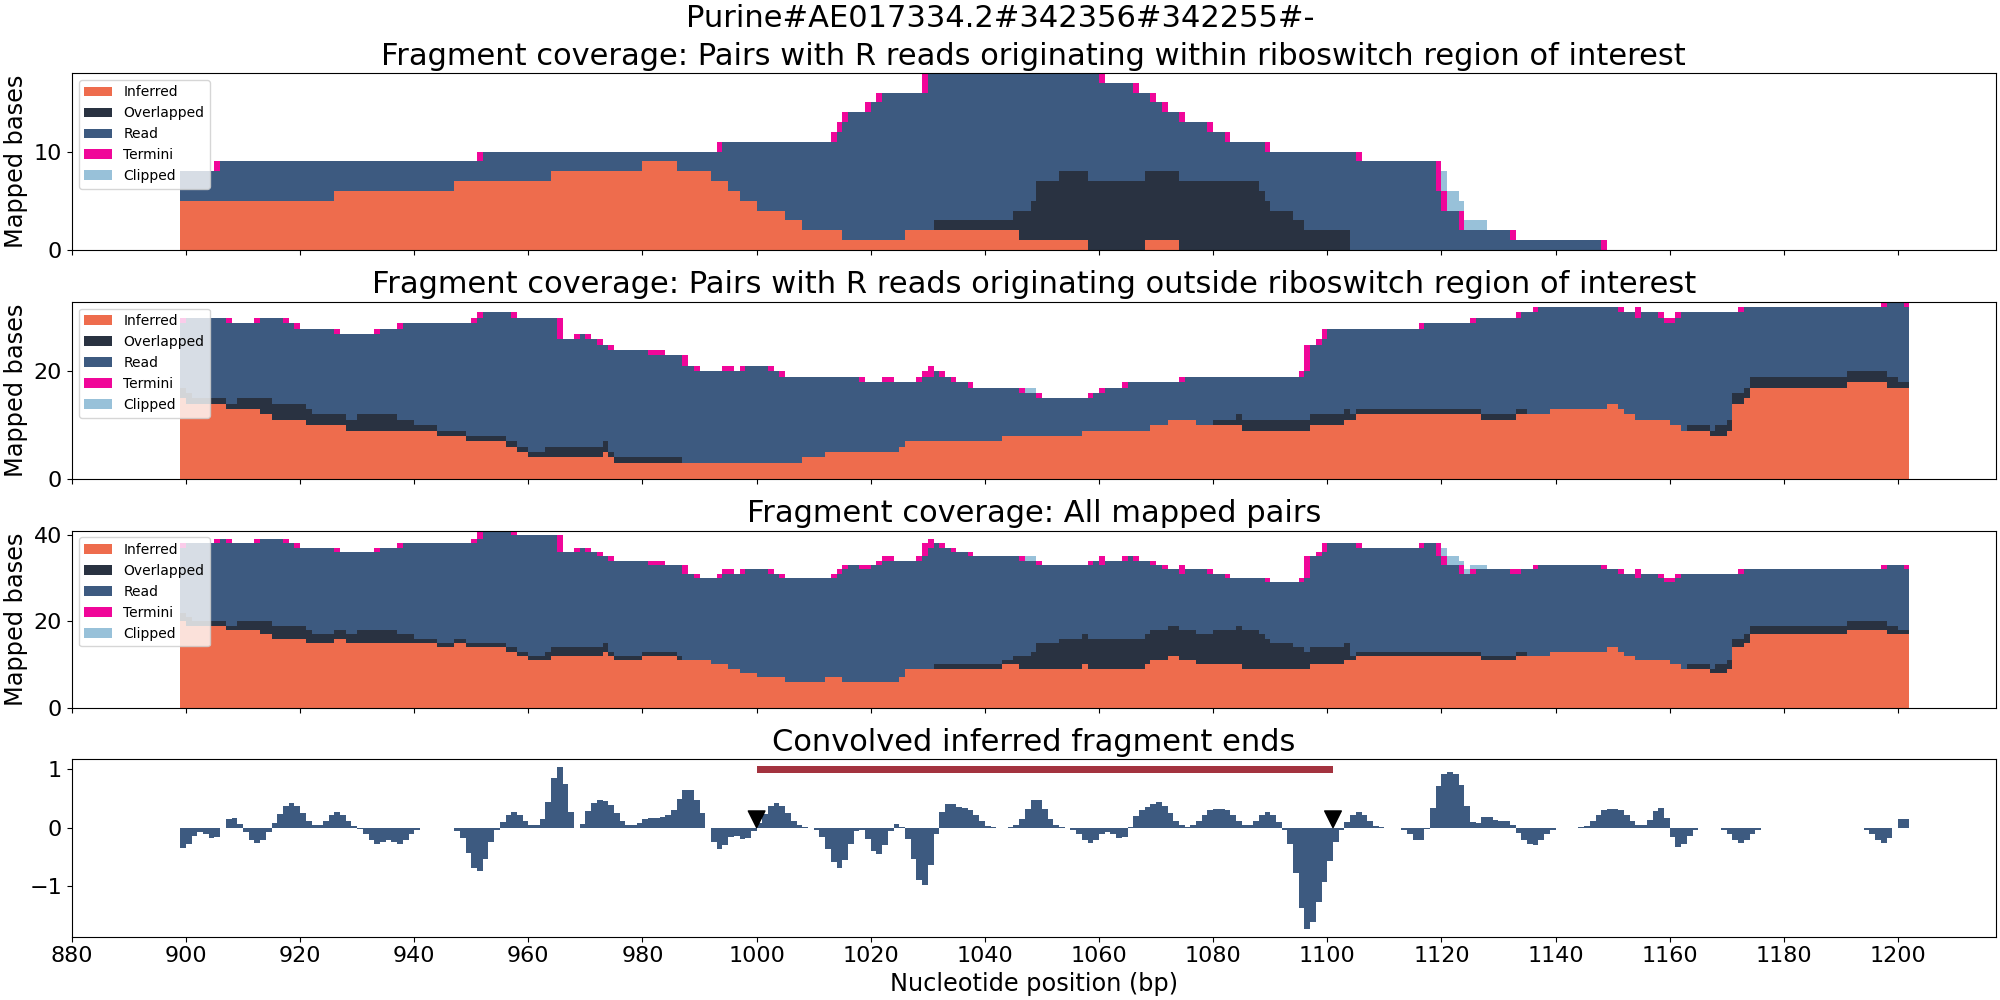 Purine#AE017334.2#342356#342255#-
Fragment coverage: Pairs with R reads originating within riboswitch region of interest
Mapped bases
10
0
Inferred
Overlapped
Read
Termini
Clipped
Fragment coverage: Pairs with R reads originating outside riboswitch region of interest
Mapped bases
20
0
Inferred
Overlapped
Read
Termini
Clipped
Fragment coverage: All mapped pairs
Mapped bases
40
20
0
Inferred
Overlapped
Read
Termini
Clipped
Convolved inferred fragment ends
1
0
−1
880 900 920 940 960 980 1000 1020 1040 1060 1080 1100 1120 1140 1160 1180 1200
Nucleotide position (bp)